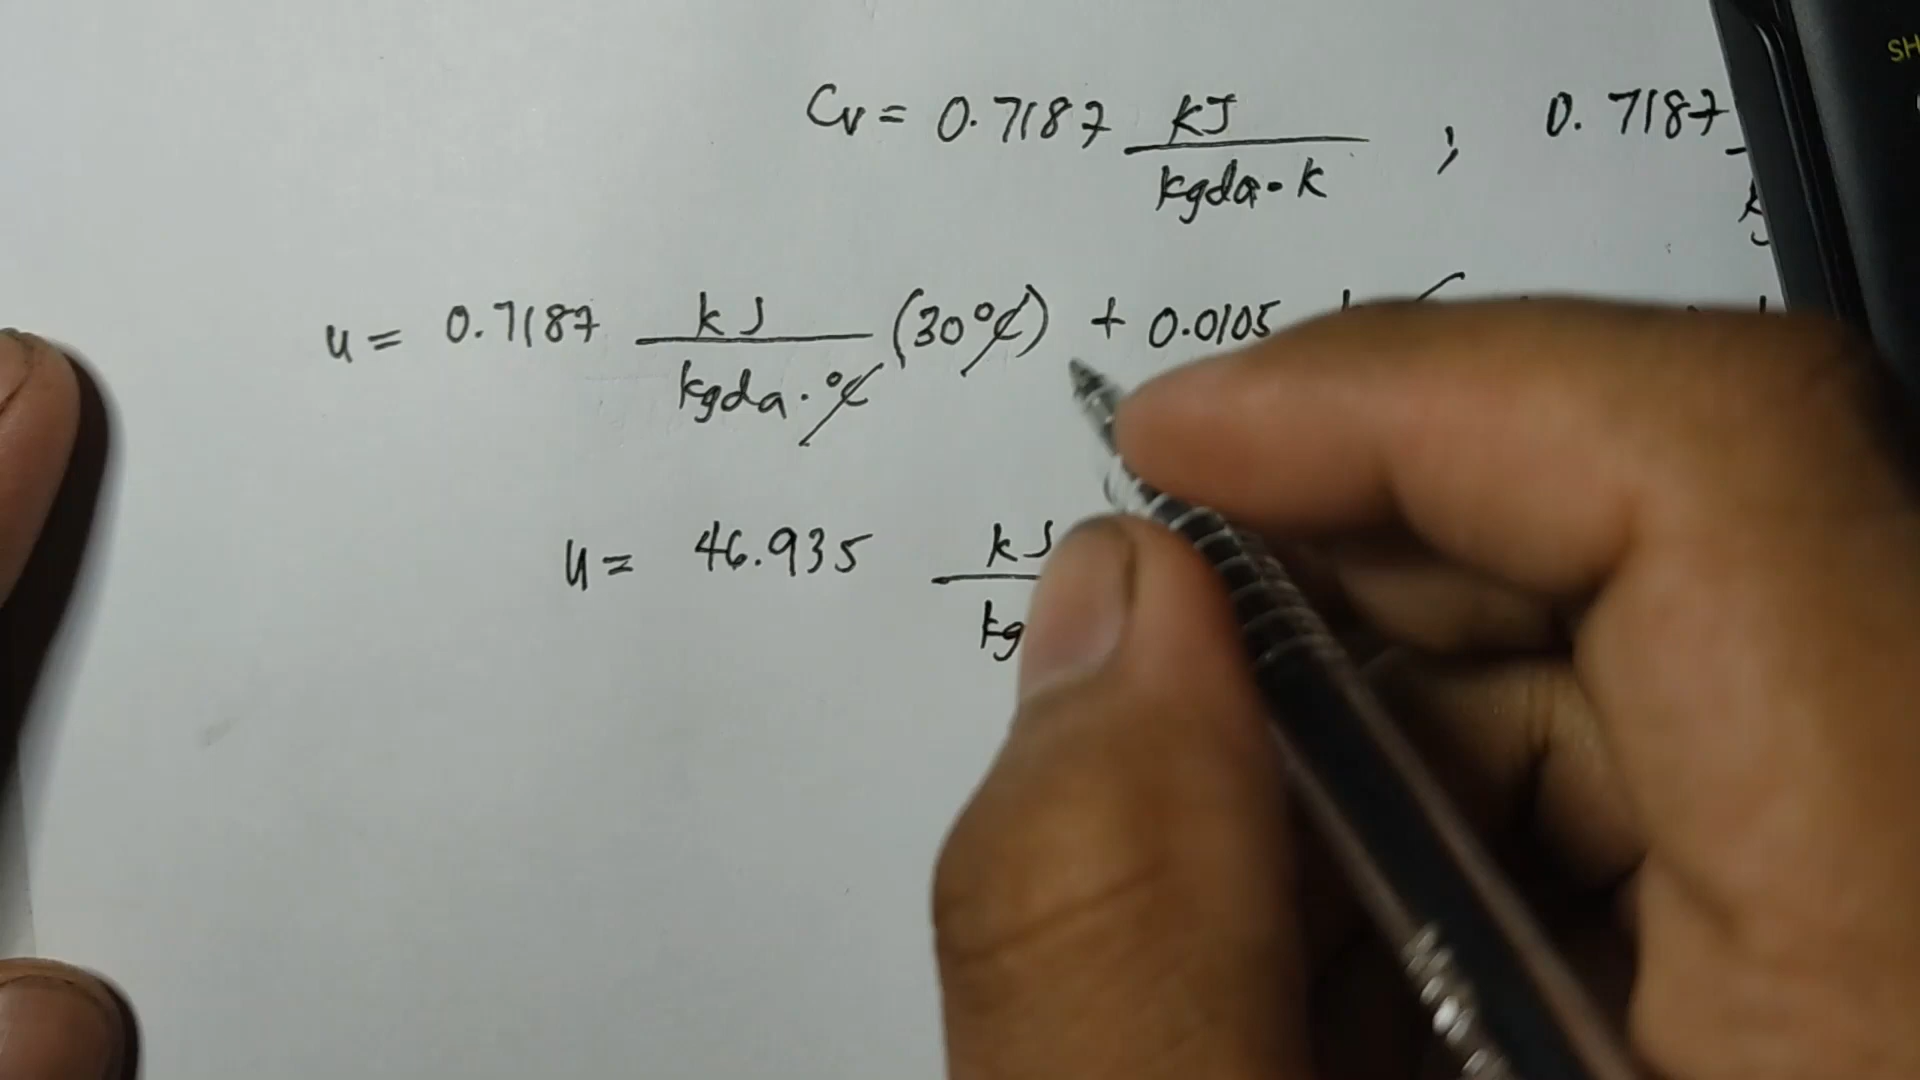 Cv = 0.7187 kJ/kgda·K ; 0.7187
u = 0.7187 kJ/kgda·°C (30°C) + 0.0105
u = 46.935 kJ/kg
SH